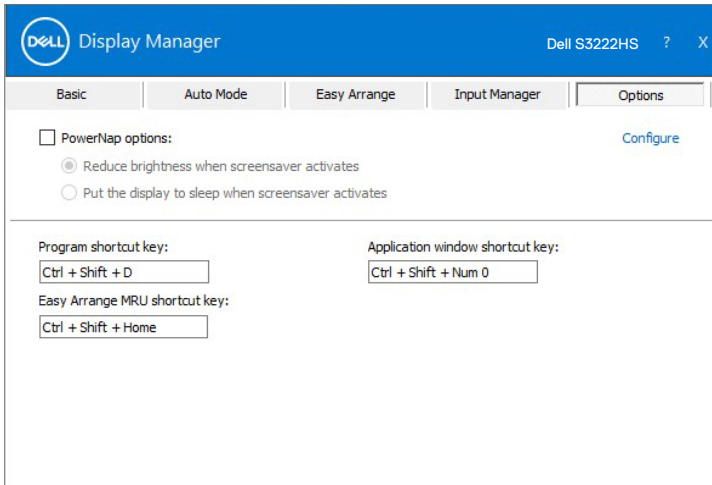 DELL Display Manager Dell S3222HS ? X
Basic Auto Mode Easy Arrange Input Manager Options
PowerNap options: Configure
Reduce brightness when screensaver activates
Put the display to sleep when screensaver activates
Program shortcut key: Application window shortcut key:
Ctrl + Shift + D Ctrl + Shift + Num 0
Easy Arrange MRU shortcut key:
Ctrl + Shift + Home